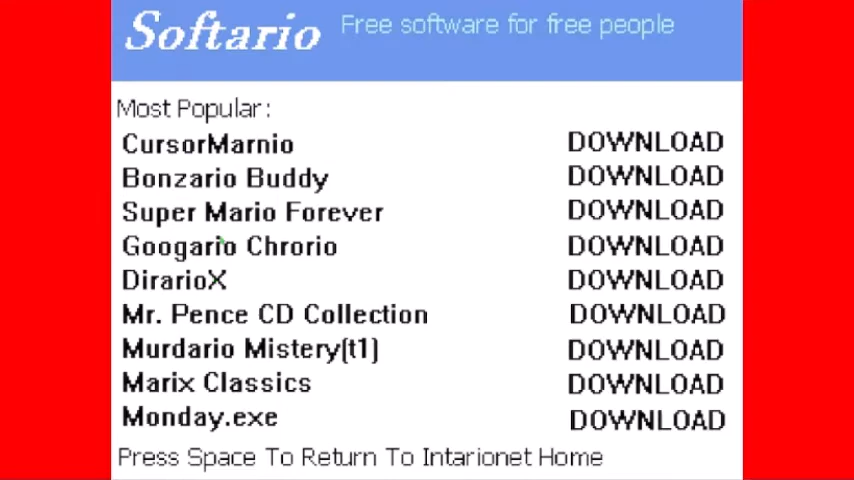 Softario Free software for free people
Most Popular:
CursorMarnio DOWNLOAD
Bonzario Buddy DOWNLOAD
Super Mario Forever DOWNLOAD
Googario Chrorio DOWNLOAD
DirarioX DOWNLOAD
Mr. Pence CD Collection DOWNLOAD
Murdario Mistery(t1) DOWNLOAD
Marix Classics DOWNLOAD
Monday.exe DOWNLOAD
Press Space To Return To Intarionet Home